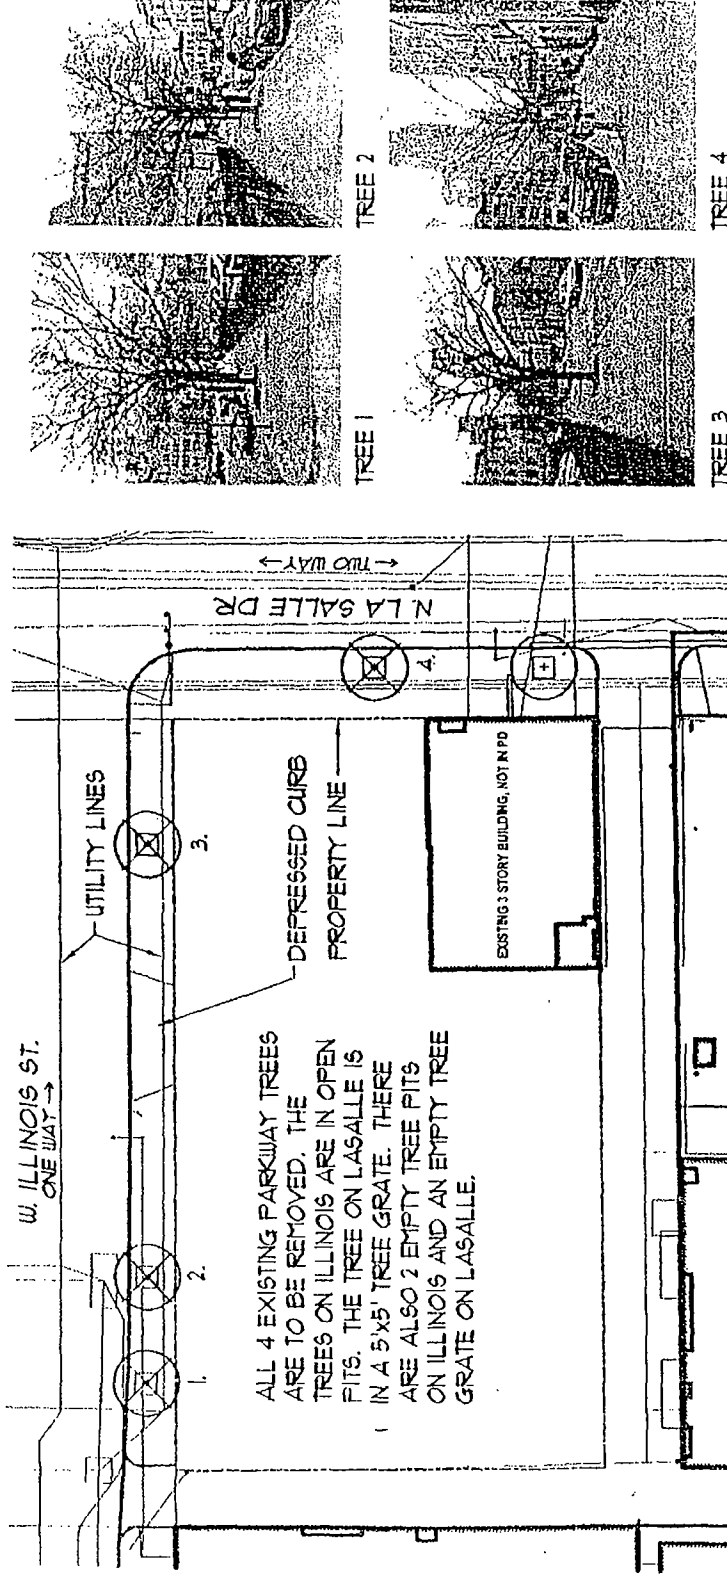 W. ILLINOIS ST.
ONE WAY →
UTILITY LINES
1.
2.
3.
4.
N. LA SALLE DR
← TWO WAY →
DEPRESSED CURB
PROPERTY LINE
ALL 4 EXISTING PARKWAY TREES
ARE TO BE REMOVED. THE
TREES ON ILLINOIS ARE IN OPEN
PITS. THE TREE ON LASALLE IS
IN A 5'x5' TREE GRATE. THERE
ARE ALSO 2 EMPTY TREE PITS
ON ILLINOIS AND AN EMPTY TREE
GRATE ON LASALLE.
EXISTING 3 STORY BUILDING, NOT IN PD
TREE 1
TREE 2
TREE 3
TREE 4